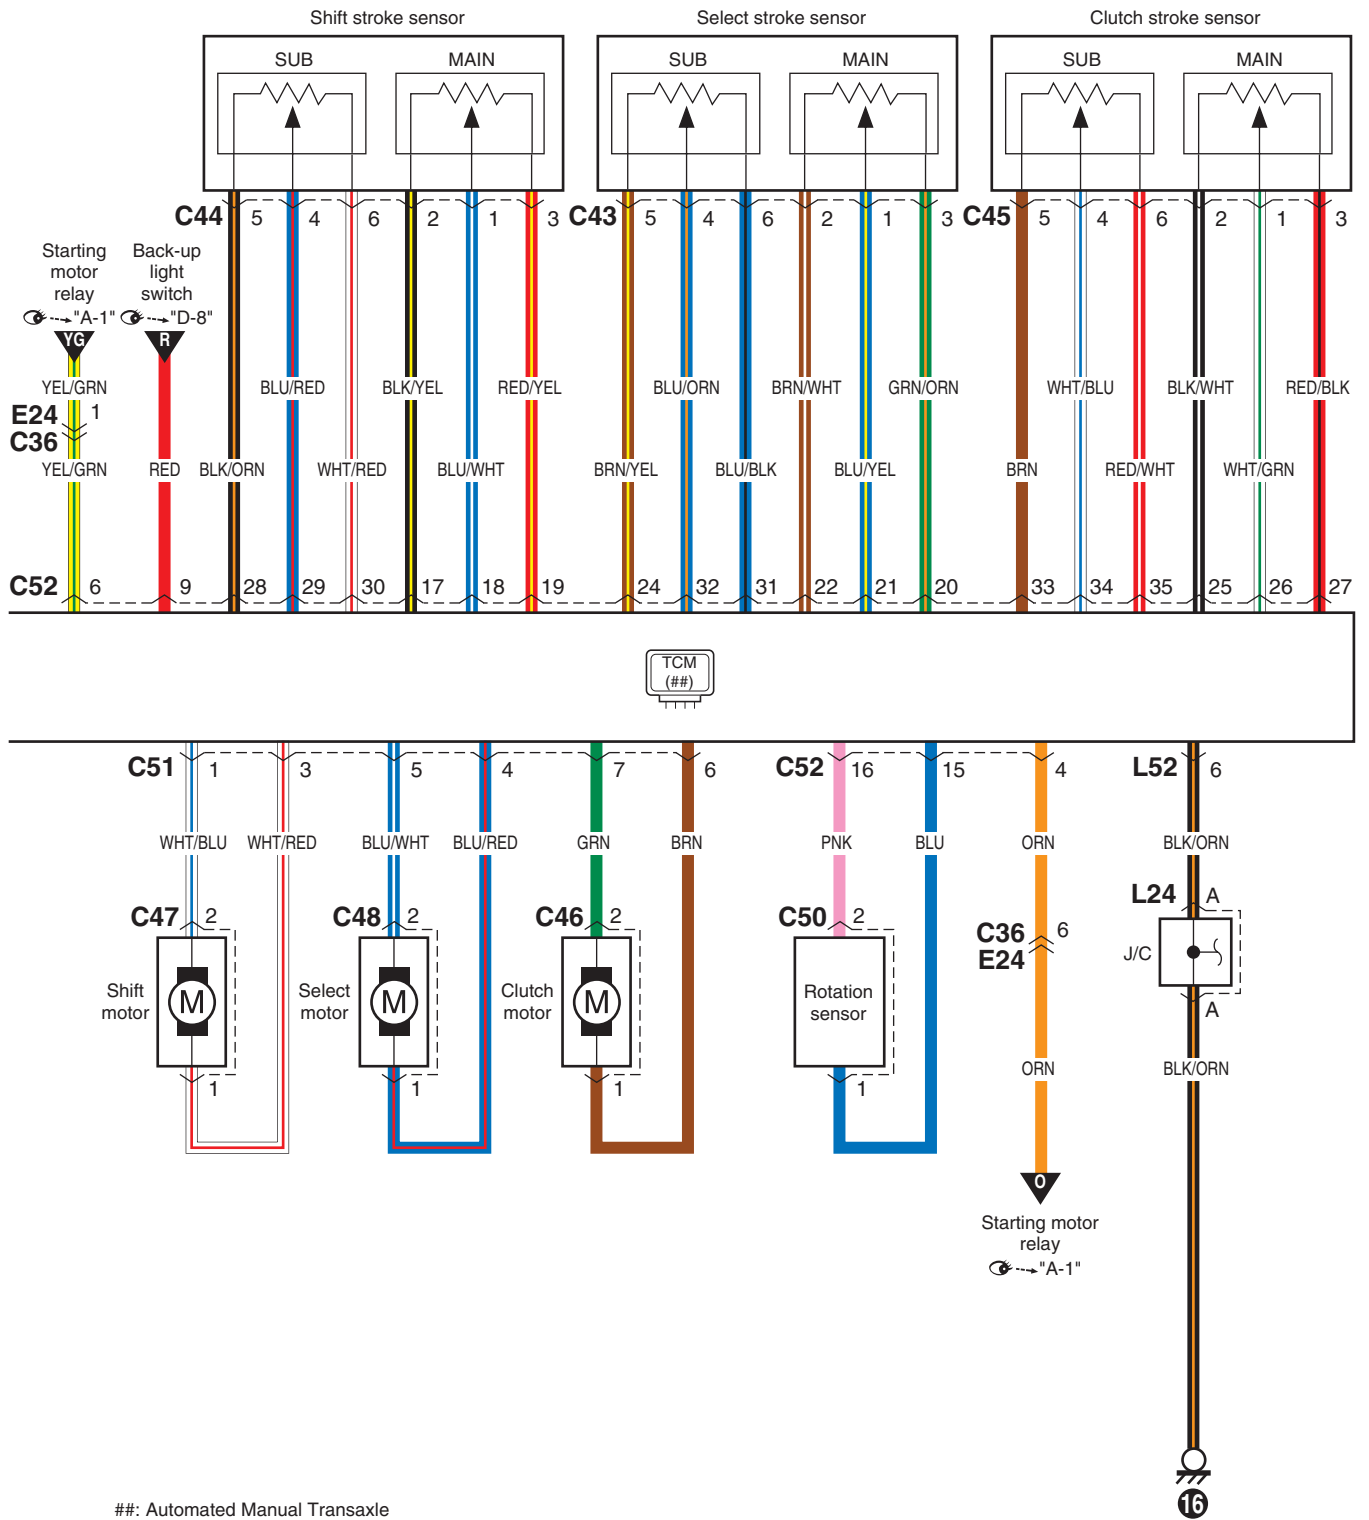 Shift stroke sensor Select stroke sensor Clutch stroke sensor
SUB MAIN SUB MAIN SUB MAIN
C44 5 4 6 2 1 3 C43 5 4 6 2 1 3 C45 5 4 6 2 1 3
Starting motor relay
"A-1"
YG
Back-up light switch
"D-8"
R
YEL/GRN BLU/RED BLK/YEL RED/YEL BLU/ORN BRN/WHT GRN/ORN WHT/BLU BLK/WHT RED/BLK
E24 1
C36
YEL/GRN RED BLK/ORN WHT/RED BLU/WHT BRN/YEL BLU/BLK BLU/YEL BRN RED/WHT WHT/GRN
C52 6 9 28 29 30 17 18 19 24 32 31 22 21 20 33 34 35 25 26 27
TCM
(##)
C51 1 3 5 4 7 6 C52 16 15 4 L52 6
WHT/BLU WHT/RED BLU/WHT BLU/RED GRN BRN PNK BLU ORN BLK/ORN
L24 A
C47 2 C48 2 C46 2 C50 2
C36 6
E24
J/C
A
Shift motor
M
Select motor
M
Clutch motor
M
Rotation sensor
1 1 1 1
ORN BLK/ORN
O
Starting motor relay
"A-1"
16
##: Automated Manual Transaxle